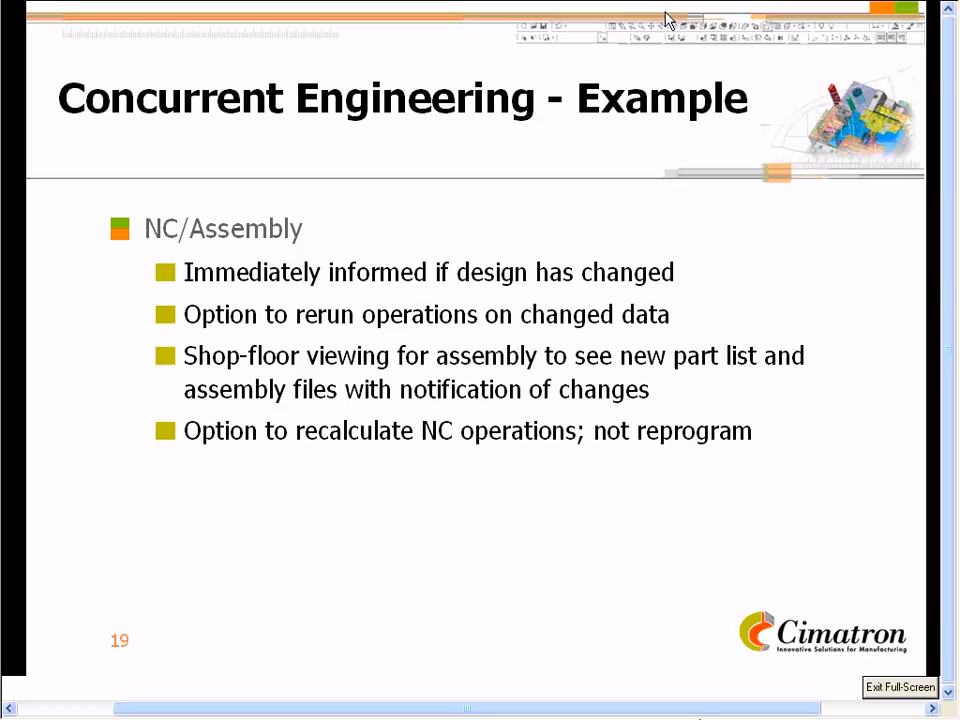 Concurrent Engineering - Example
NC/Assembly
Immediately informed if design has changed
Option to rerun operations on changed data
Shop-floor viewing for assembly to see new part list and
assembly files with notification of changes
Option to recalculate NC operations; not reprogram
19
Cimatron
Innovative Solutions for Manufacturing
Exit Full-Screen